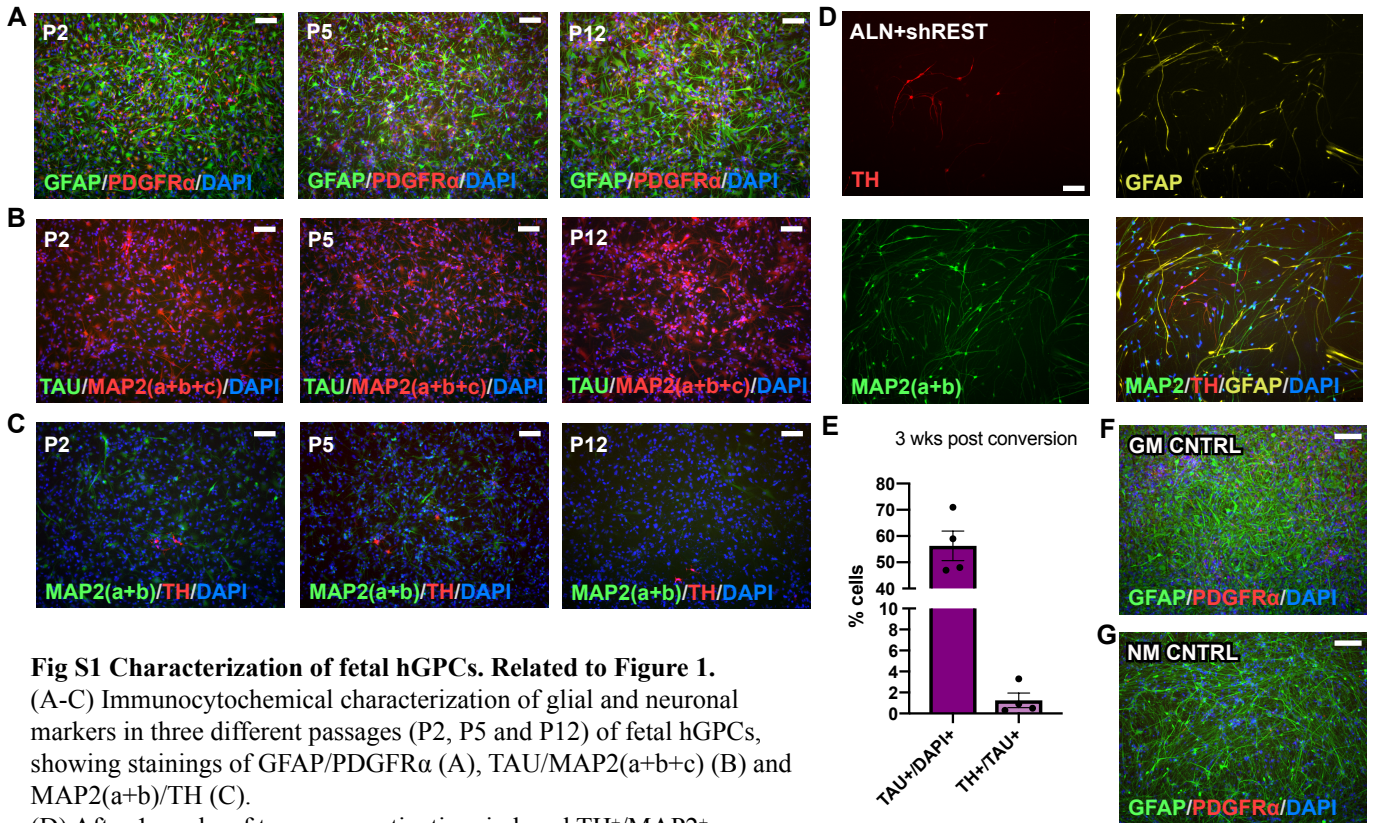 A
P2
GFAP/PDGFRα/DAPI
P5
GFAP/PDGFRα/DAPI
P12
GFAP/PDGFRα/DAPI
B
P2
TAU/MAP2(a+b+c)/DAPI
P5
TAU/MAP2(a+b+c)/DAPI
P12
TAU/MAP2(a+b+c)/DAPI
C
P2
MAP2(a+b)/TH/DAPI
P5
MAP2(a+b)/TH/DAPI
P12
MAP2(a+b)/TH/DAPI
D
ALN+shREST
TH
GFAP
MAP2(a+b)
MAP2/TH/GFAP/DAPI
E
3 wks post conversion
% cells
80
70
60
50
40
10
8
6
4
2
0
TAU+/DAPI+
TH+/TAU+
F
GM CNTRL
GFAP/PDGFRα/DAPI
G
NM CNTRL
GFAP/PDGFRα/DAPI
Fig S1 Characterization of fetal hGPCs. Related to Figure 1.
(A-C) Immunocytochemical characterization of glial and neuronal
markers in three different passages (P2, P5 and P12) of fetal hGPCs,
showing stainings of GFAP/PDGFRα (A), TAU/MAP2(a+b+c) (B) and
MAP2(a+b)/TH (C).